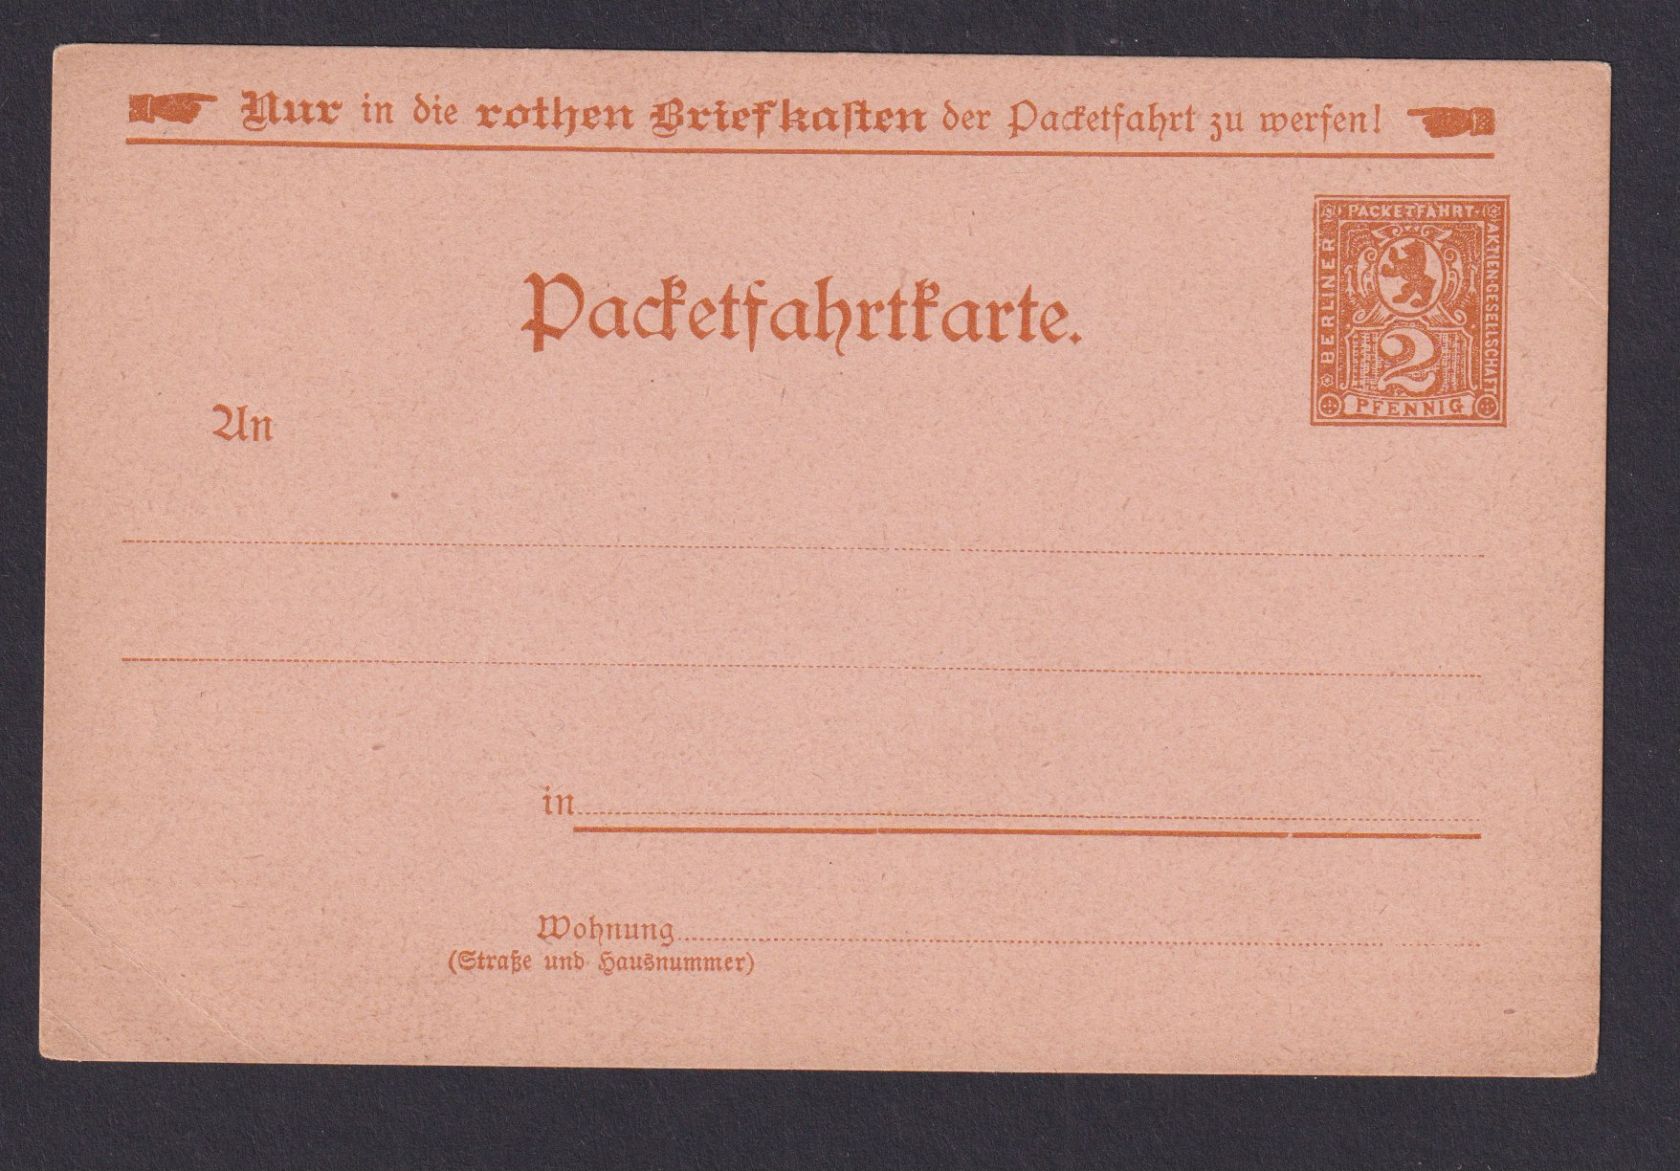 Nur in die rothen Briefkasten der Packetfahrt zu werfen!
BERLINER PACKETFAHRT-AKTIEN-GESELLSCHAFT
2
PFENNIG
Packetfahrtkarte.
An
in
Wohnung
(Straße und Hausnummer)